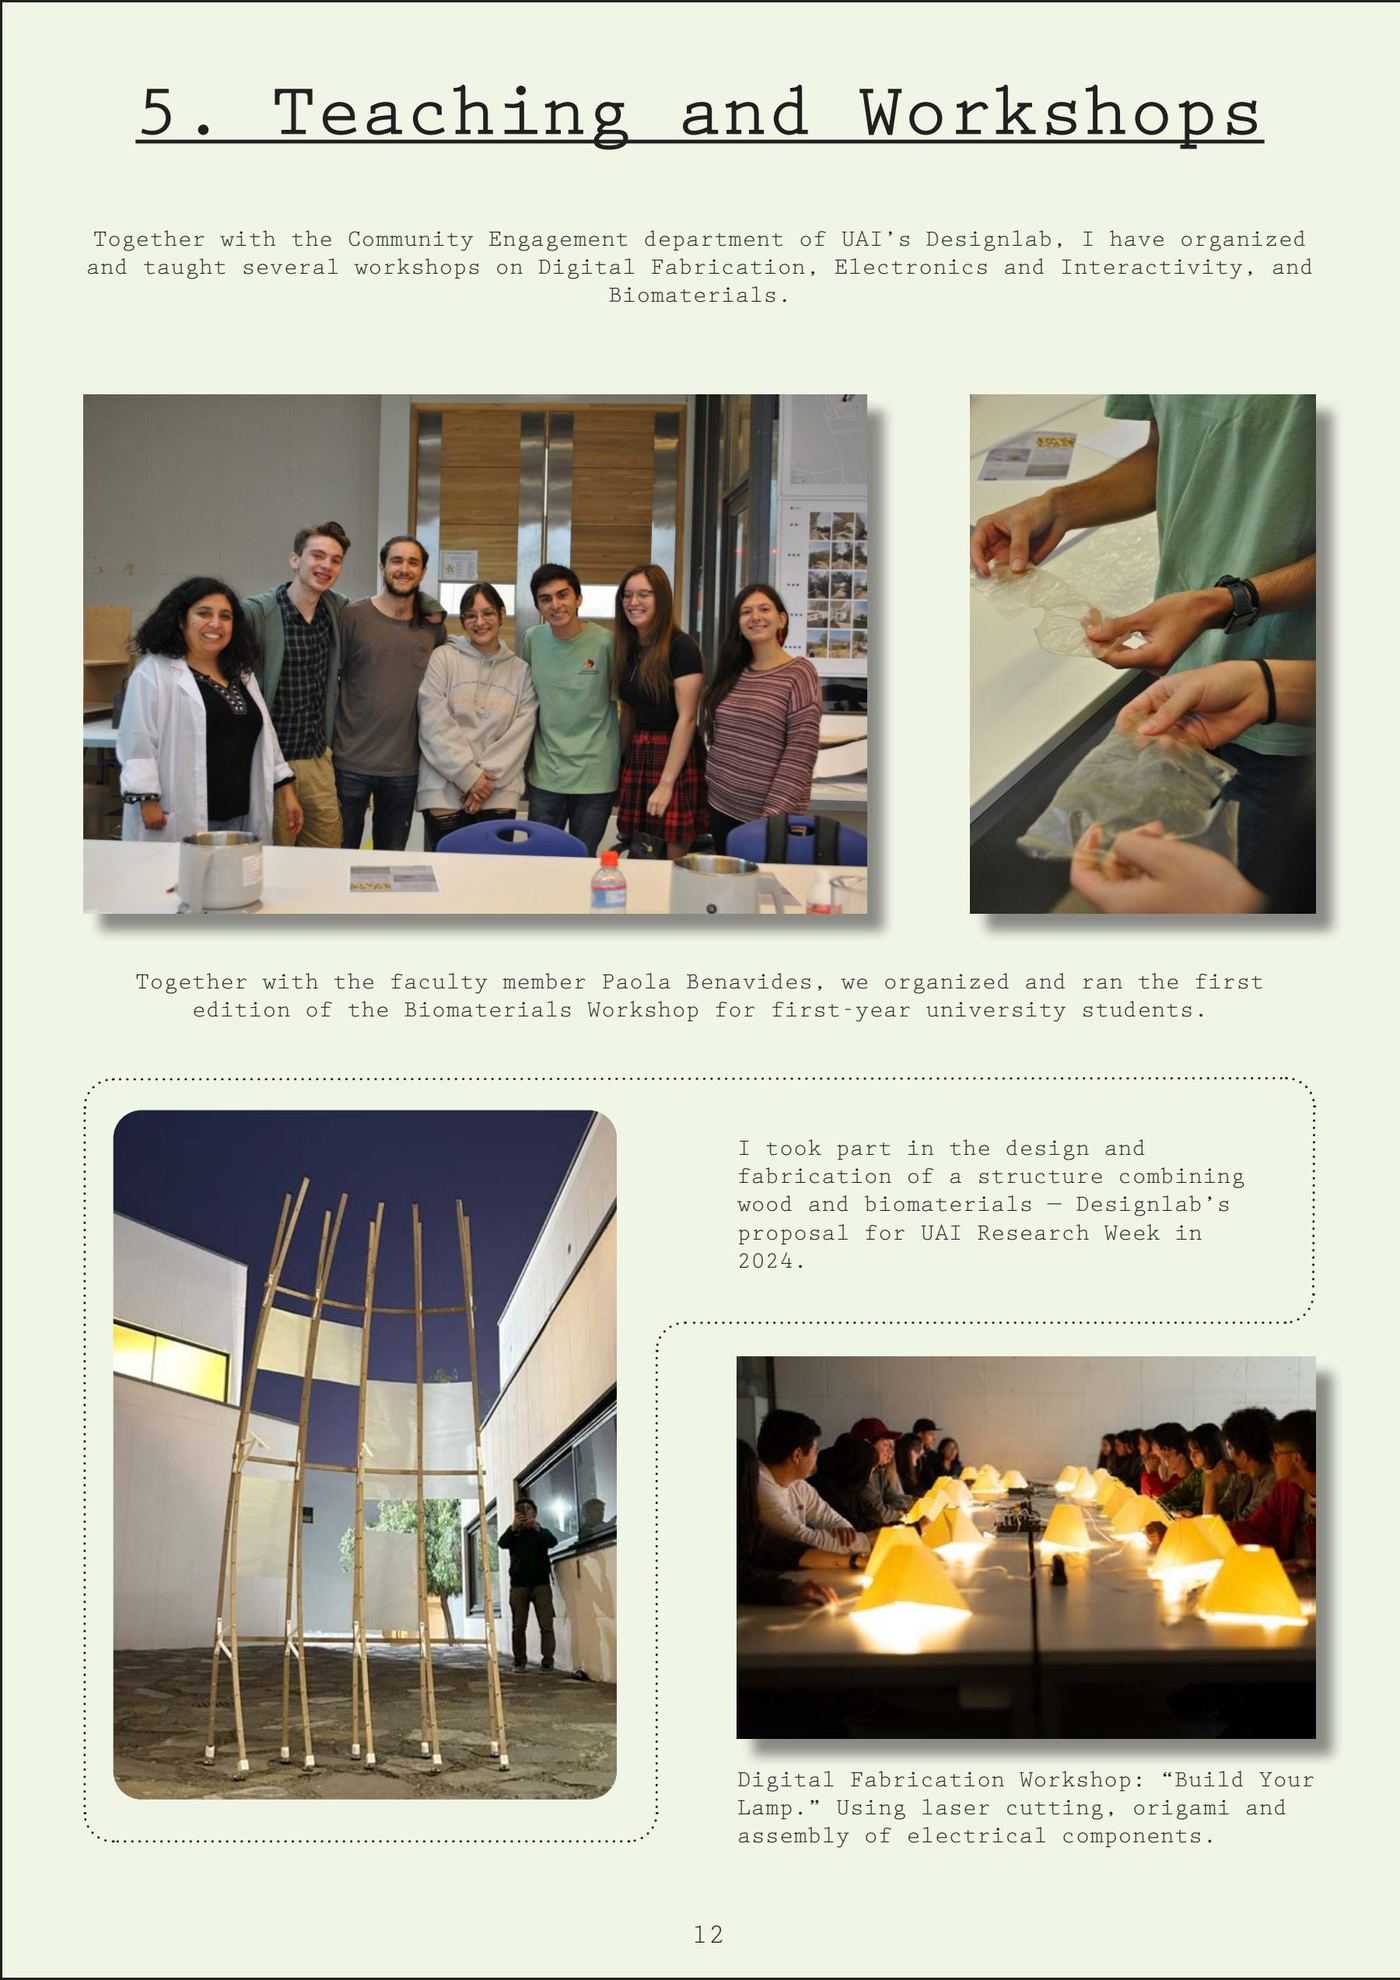 5. Teaching and Workshops
Together with the Community Engagement department of UAI’s Designlab, I have organized
and taught several workshops on Digital Fabrication, Electronics and Interactivity, and
Biomaterials.
Together with the faculty member Paola Benavides, we organized and ran the first
edition of the Biomaterials Workshop for first-year university students.
I took part in the design and
fabrication of a structure combining
wood and biomaterials — Designlab’s
proposal for UAI Research Week in
2024.
Digital Fabrication Workshop: “Build Your
Lamp.” Using laser cutting, origami and
assembly of electrical components.
12